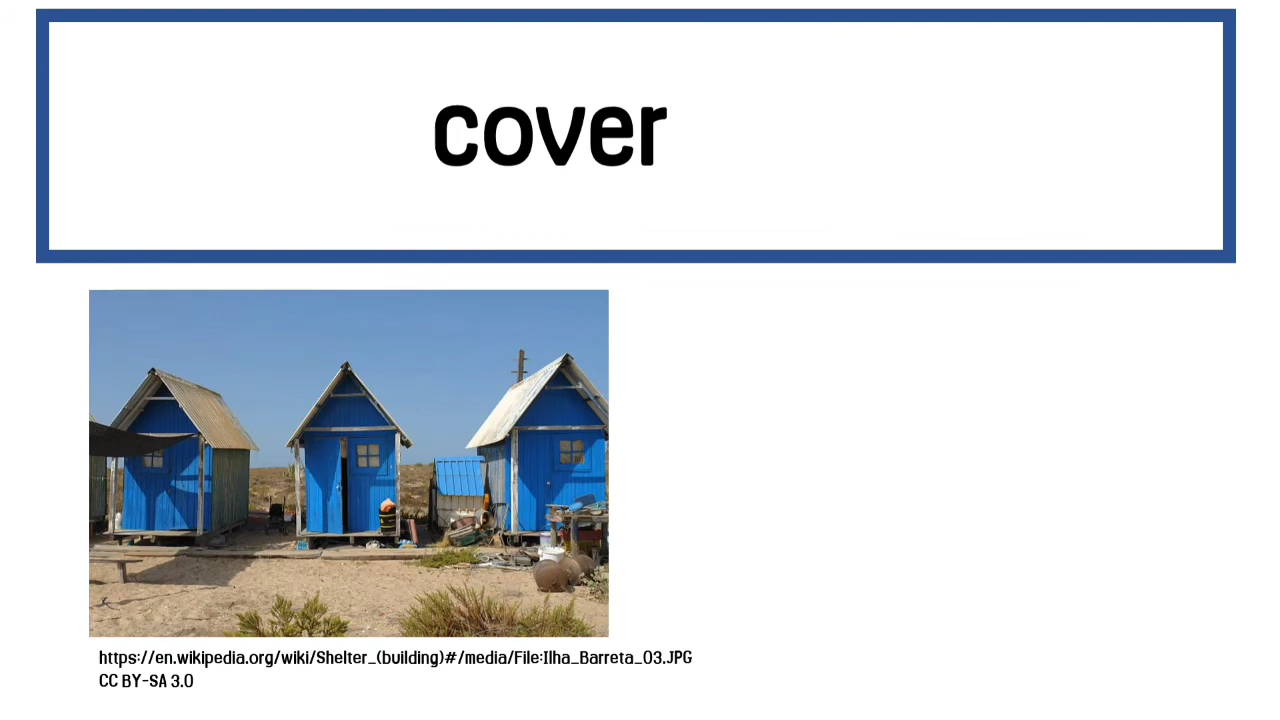 cover
https://en.wikipedia.org/wiki/Shelter_(building)#/media/File:Ilha_Barreta_03.JPG
CC BY-SA 3.0